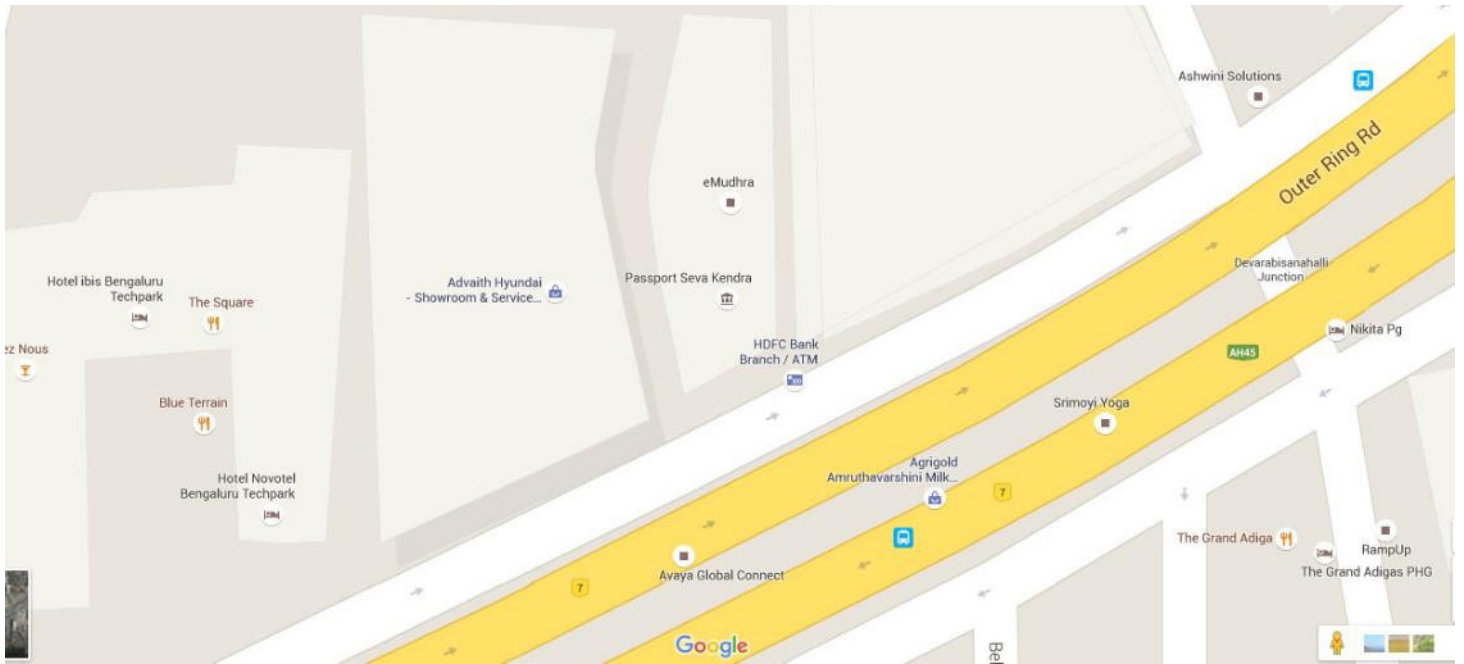 Ashwini Solutions
Outer Ring Rd
eMudhra
Devarabisanahalli
Junction
Hotel ibis Bengaluru
Techpark
The Square
Advaith Hyundai
- Showroom & Service...
Passport Seva Kendra
Nikita Pg
ez Nous
HDFC Bank
Branch / ATM
AH45
Blue Terrain
Srimoyi Yoga
Hotel Novotel
Bengaluru Techpark
Agrigold
Amruthavarshini Milk...
7
The Grand Adiga
RampUp
The Grand Adigas PHG
Avaya Global Connect
7
Google
Bel